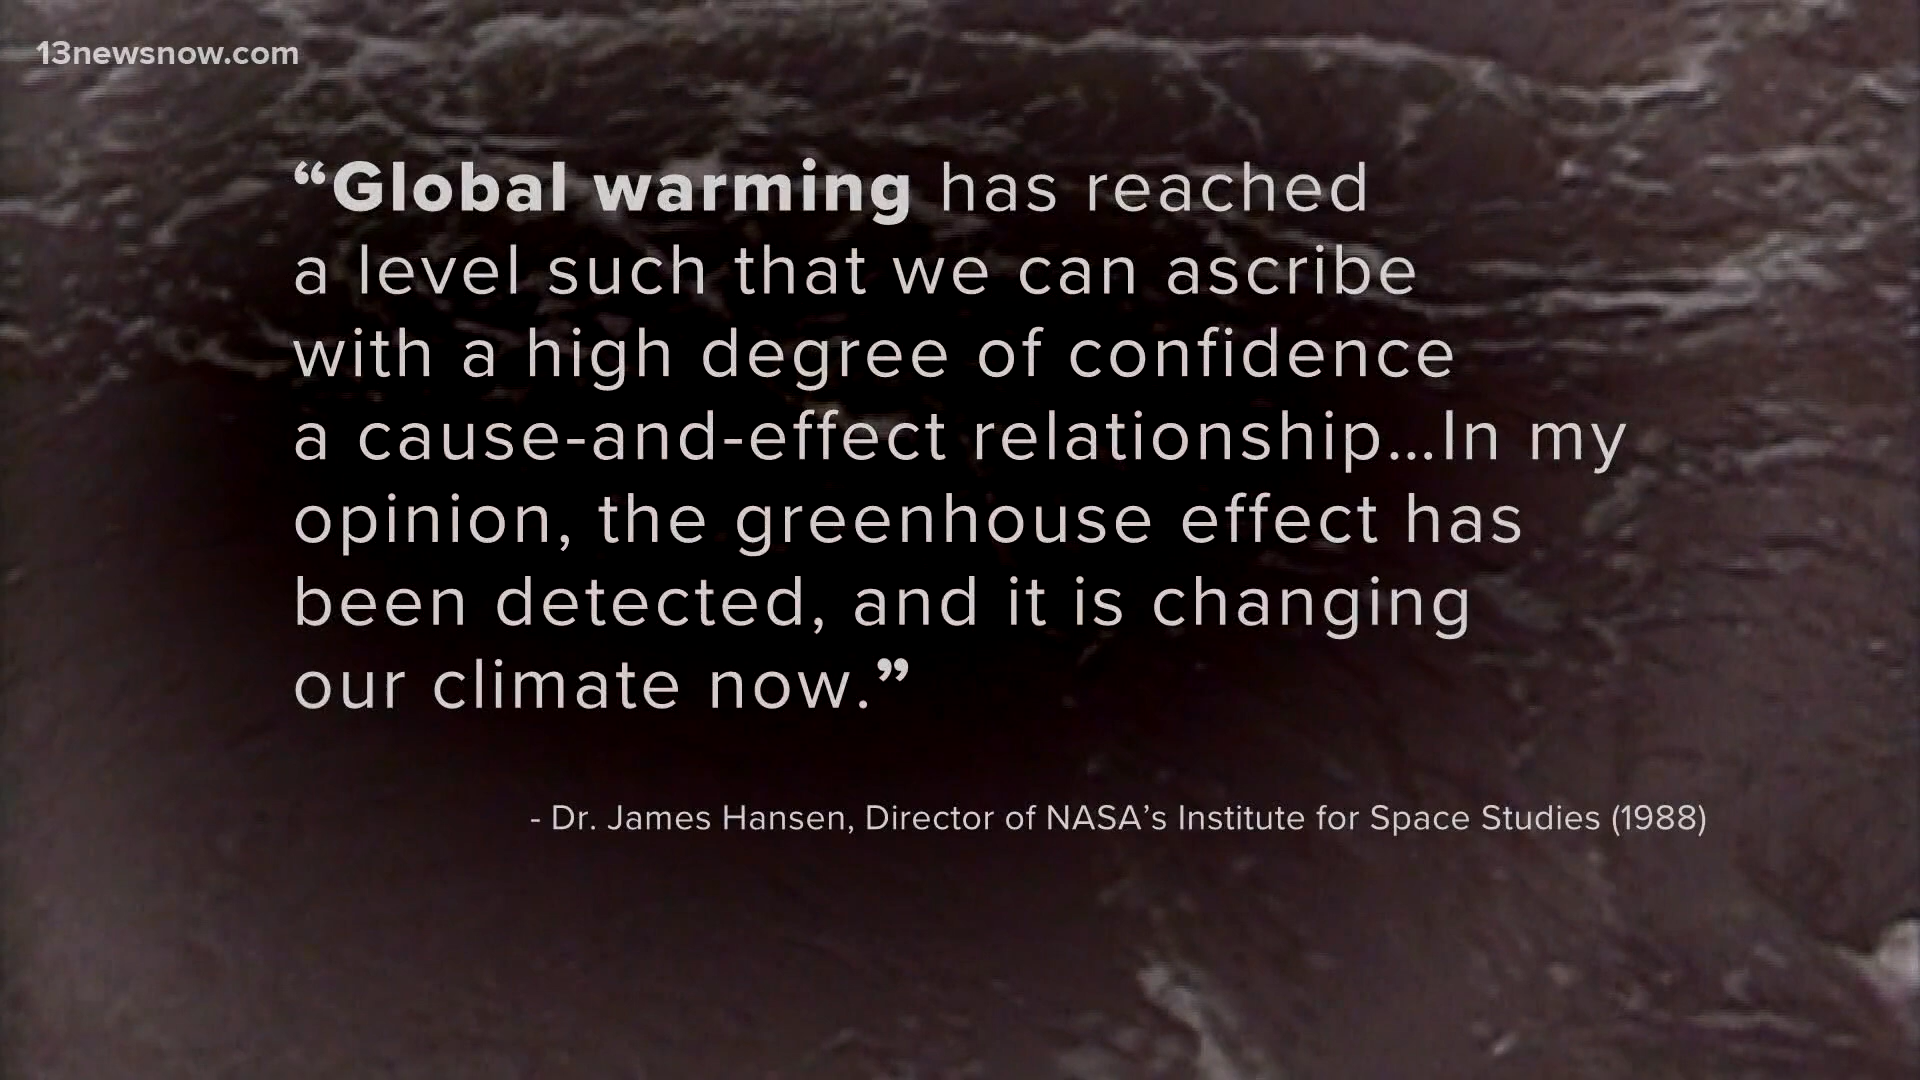 13newsnow.com
“Global warming has reached
a level such that we can ascribe
with a high degree of confidence
a cause-and-effect relationship...In my
opinion, the greenhouse effect has
been detected, and it is changing
our climate now.”
- Dr. James Hansen, Director of NASA’s Institute for Space Studies (1988)